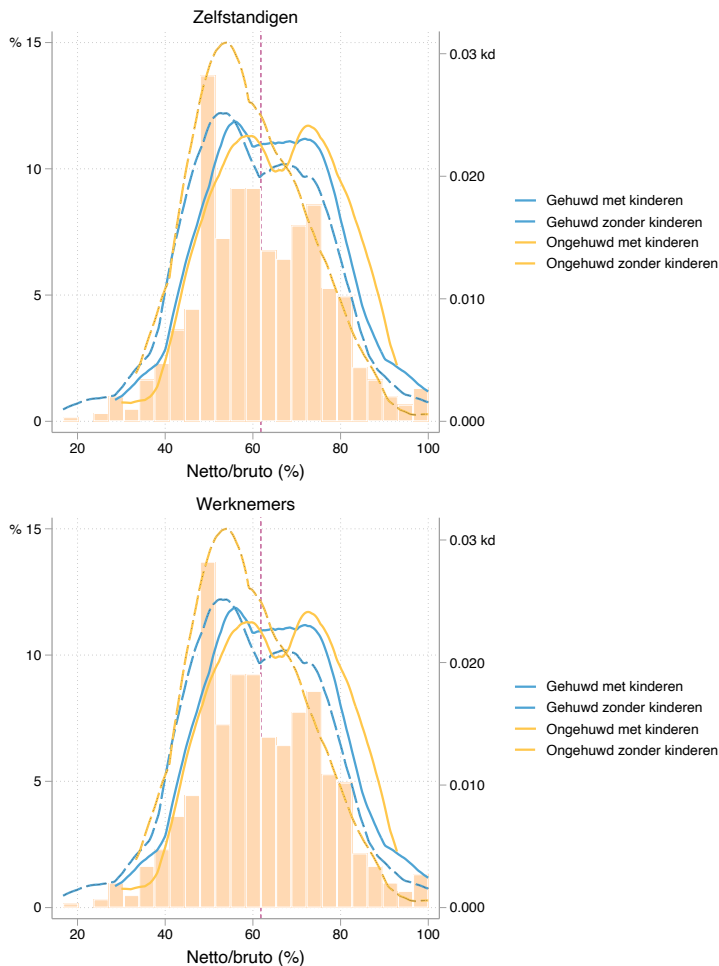 Zelfstandigen
% 15
10
5
0
0.03 kd
0.020
0.010
0.000
20 40 60 80 100
Netto/bruto (%)
Gehuwd met kinderen
Gehuwd zonder kinderen
Ongehuwd met kinderen
Ongehuwd zonder kinderen
Werknemers
% 15
10
5
0
0.03 kd
0.020
0.010
0.000
20 40 60 80 100
Netto/bruto (%)
Gehuwd met kinderen
Gehuwd zonder kinderen
Ongehuwd met kinderen
Ongehuwd zonder kinderen